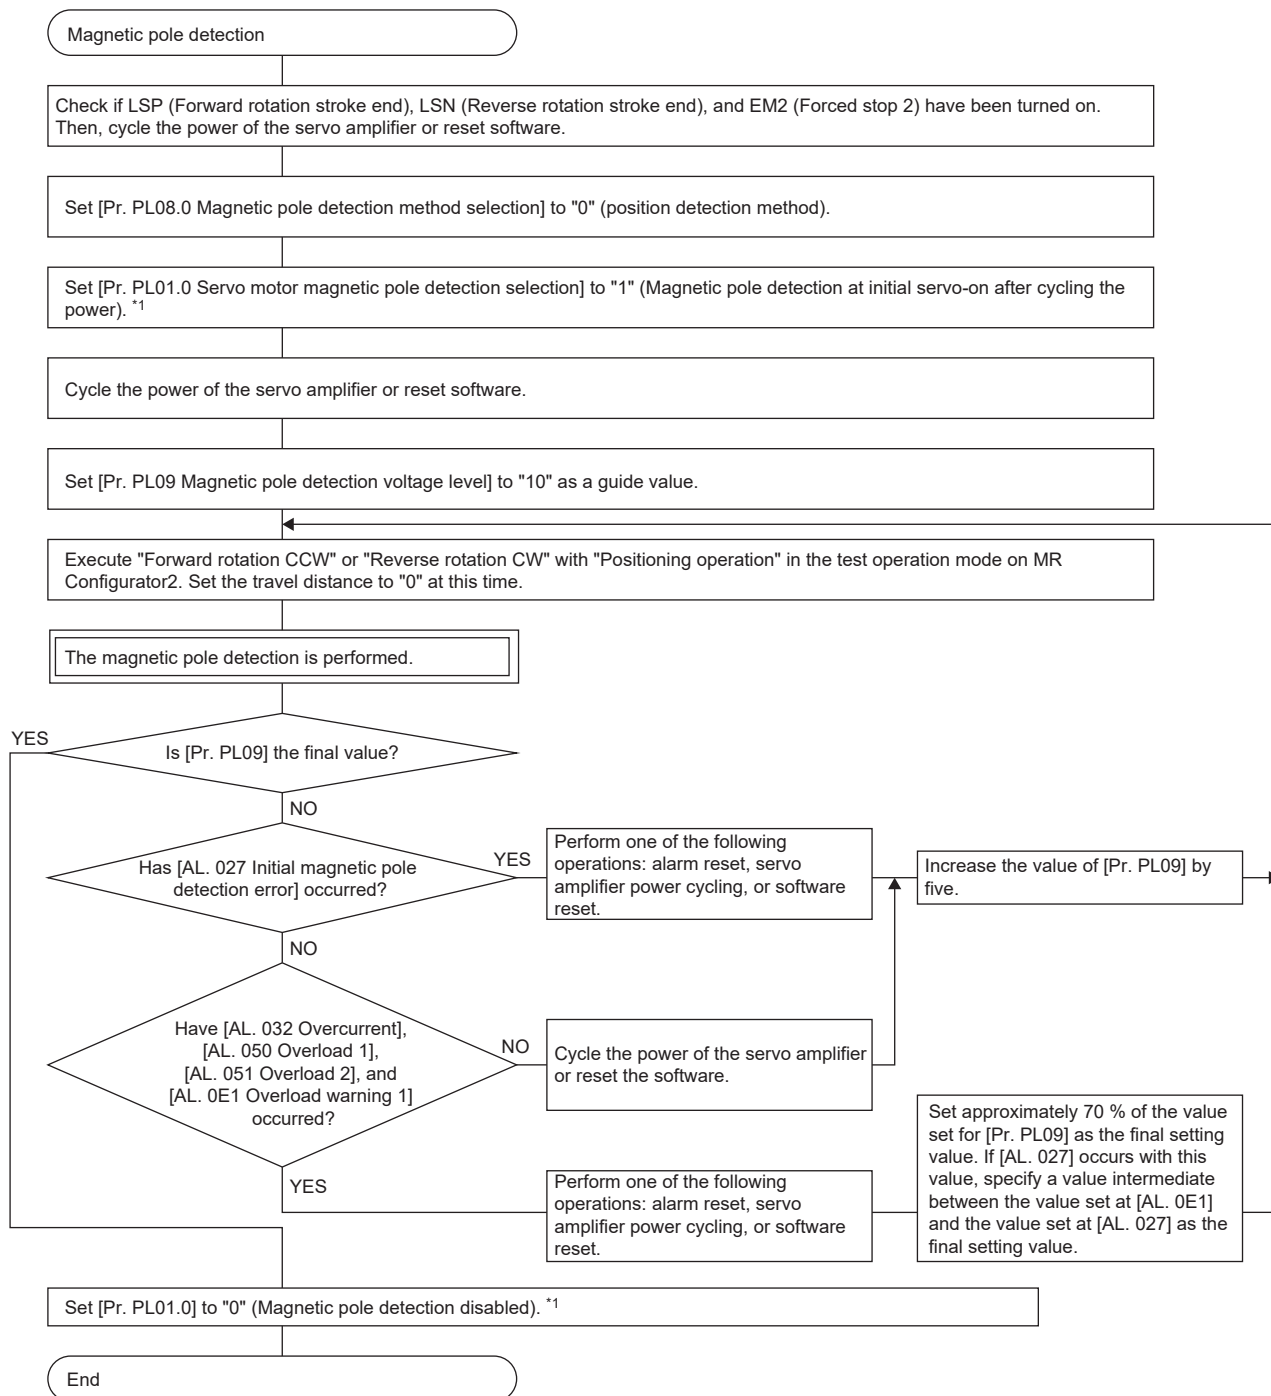 Magnetic pole detection
Check if LSP (Forward rotation stroke end), LSN (Reverse rotation stroke end), and EM2 (Forced stop 2) have been turned on.
Then, cycle the power of the servo amplifier or reset software.
Set [Pr. PL08.0 Magnetic pole detection method selection] to "0" (position detection method).
Set [Pr. PL01.0 Servo motor magnetic pole detection selection] to "1" (Magnetic pole detection at initial servo-on after cycling the
power). *1
Cycle the power of the servo amplifier or reset software.
Set [Pr. PL09 Magnetic pole detection voltage level] to "10" as a guide value.
Execute "Forward rotation CCW" or "Reverse rotation CW" with "Positioning operation" in the test operation mode on MR
Configurator2. Set the travel distance to "0" at this time.
The magnetic pole detection is performed.
YES
Is [Pr. PL09] the final value?
NO
Has [AL. 027 Initial magnetic pole
detection error] occurred?
YES
Perform one of the following
operations: alarm reset, servo
amplifier power cycling, or software
reset.
Increase the value of [Pr. PL09] by
five.
NO
Have [AL. 032 Overcurrent],
[AL. 050 Overload 1],
[AL. 051 Overload 2], and
[AL. 0E1 Overload warning 1]
occurred?
NO
Cycle the power of the servo amplifier
or reset the software.
YES
Perform one of the following
operations: alarm reset, servo
amplifier power cycling, or software
reset.
Set approximately 70 % of the value
set for [Pr. PL09] as the final setting
value. If [AL. 027] occurs with this
value, specify a value intermediate
between the value set at [AL. 0E1]
and the value set at [AL. 027] as the
final setting value.
Set [Pr. PL01.0] to "0" (Magnetic pole detection disabled). *1
End